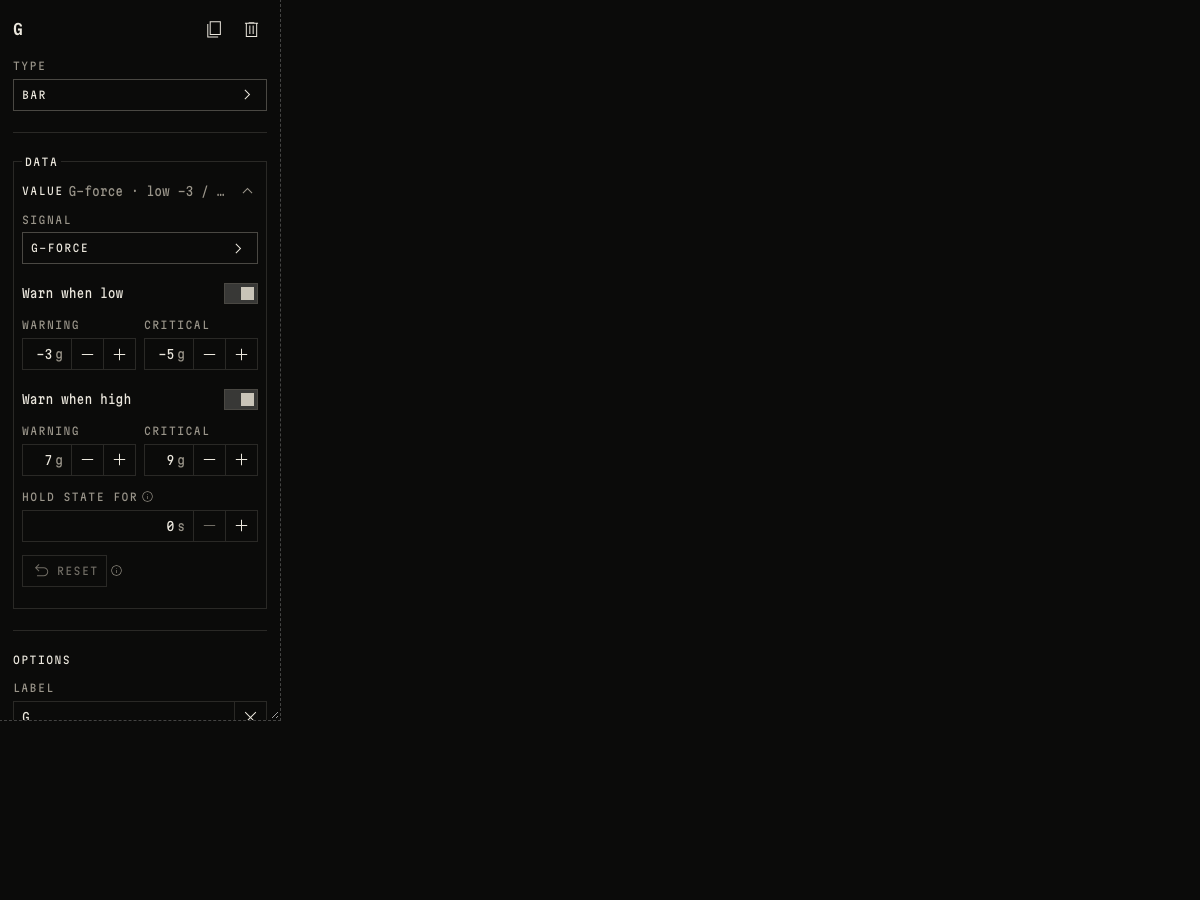 G
TYPE
BAR
DATA
VALUE G-force · low -3 / …
SIGNAL
G-FORCE
Warn when low
WARNING CRITICAL
-3 g -5 g
Warn when high
WARNING CRITICAL
7 g 9 g
HOLD STATE FOR
0 s
RESET
OPTIONS
LABEL
G